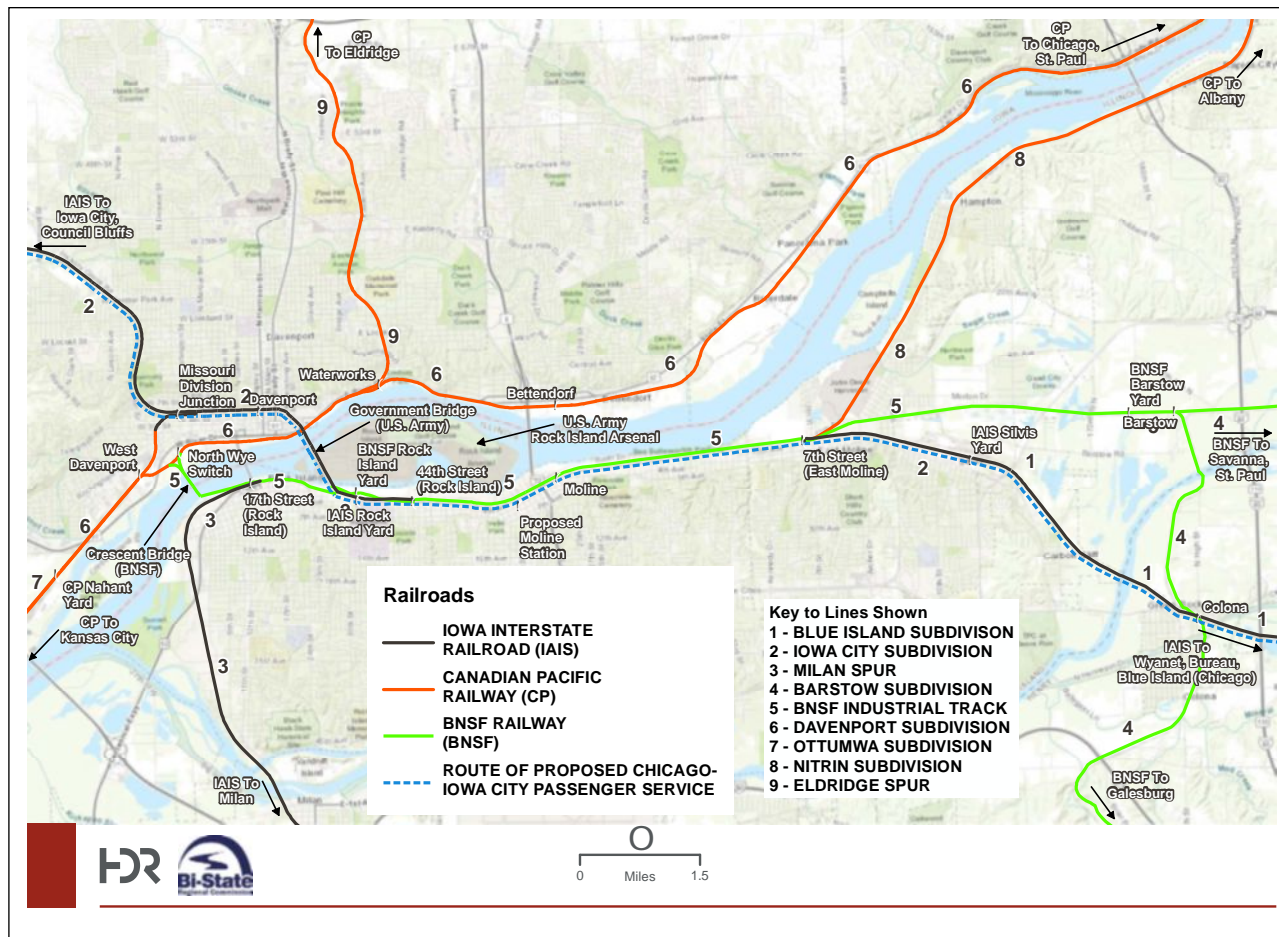 CP
To Eldridge
CP
To Chicago,
St. Paul
CP To
Albany
9
6
6
8
IAIS To
Iowa City,
Council Bluffs
2
9
8
6
Missouri
Division
Junction
Waterworks
6
2
Davenport
Government Bridge
(U.S. Army)
Bettendorf
U.S. Army
Rock Island Arsenal
BNSF
Barstow
Yard
Barstow
5
4
BNSF To
Savanna,
St. Paul
West
Davenport
6
North Wye
Switch
BNSF Rock
Island
Yard
44th Street
(Rock Island)
5
5
7th Street
(East Moline)
IAIS Silvis
Yard
2
1
5
5
17th Street
(Rock
Island)
IAIS Rock
Island Yard
Moline
Proposed
Moline
Station
6
3
Crescent Bridge
(BNSF)
7
CP Nahant
Yard
CP To
Kansas City
3
IAIS To
Milan
4
1
Colona
1
IAIS To
Wyanet, Bureau,
Blue Island (Chicago)
4
BNSF To
Galesburg
Railroads
IOWA INTERSTATE
RAILROAD (IAIS)
CANADIAN PACIFIC
RAILWAY (CP)
BNSF RAILWAY
(BNSF)
ROUTE OF PROPOSED CHICAGO-
IOWA CITY PASSENGER SERVICE
Key to Lines Shown
1 - BLUE ISLAND SUBDIVISON
2 - IOWA CITY SUBDIVISION
3 - MILAN SPUR
4 - BARSTOW SUBDIVISION
5 - BNSF INDUSTRIAL TRACK
6 - DAVENPORT SUBDIVISION
7 - OTTUMWA SUBDIVISION
8 - NITRIN SUBDIVISION
9 - ELDRIDGE SPUR
HDR
Bi-State
Regional Commission
O
0 Miles 1.5